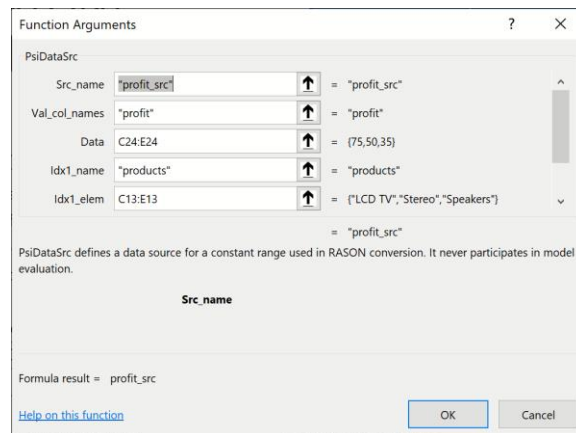 Function Arguments ? ×
PsiDataSrc
Src_name "profit_src" = "profit_src"
Val_col_names "profit" = "profit"
Data C24:E24 = {75,50,35}
Idx1_name "products" = "products"
Idx1_elem C13:E13 = {"LCD TV","Stereo","Speakers"}
= "profit_src"
PsiDataSrc defines a data source for a constant range used in RASON conversion. It never participates in model
evaluation.
Src_name
Formula result = profit_src
Help on this function OK Cancel